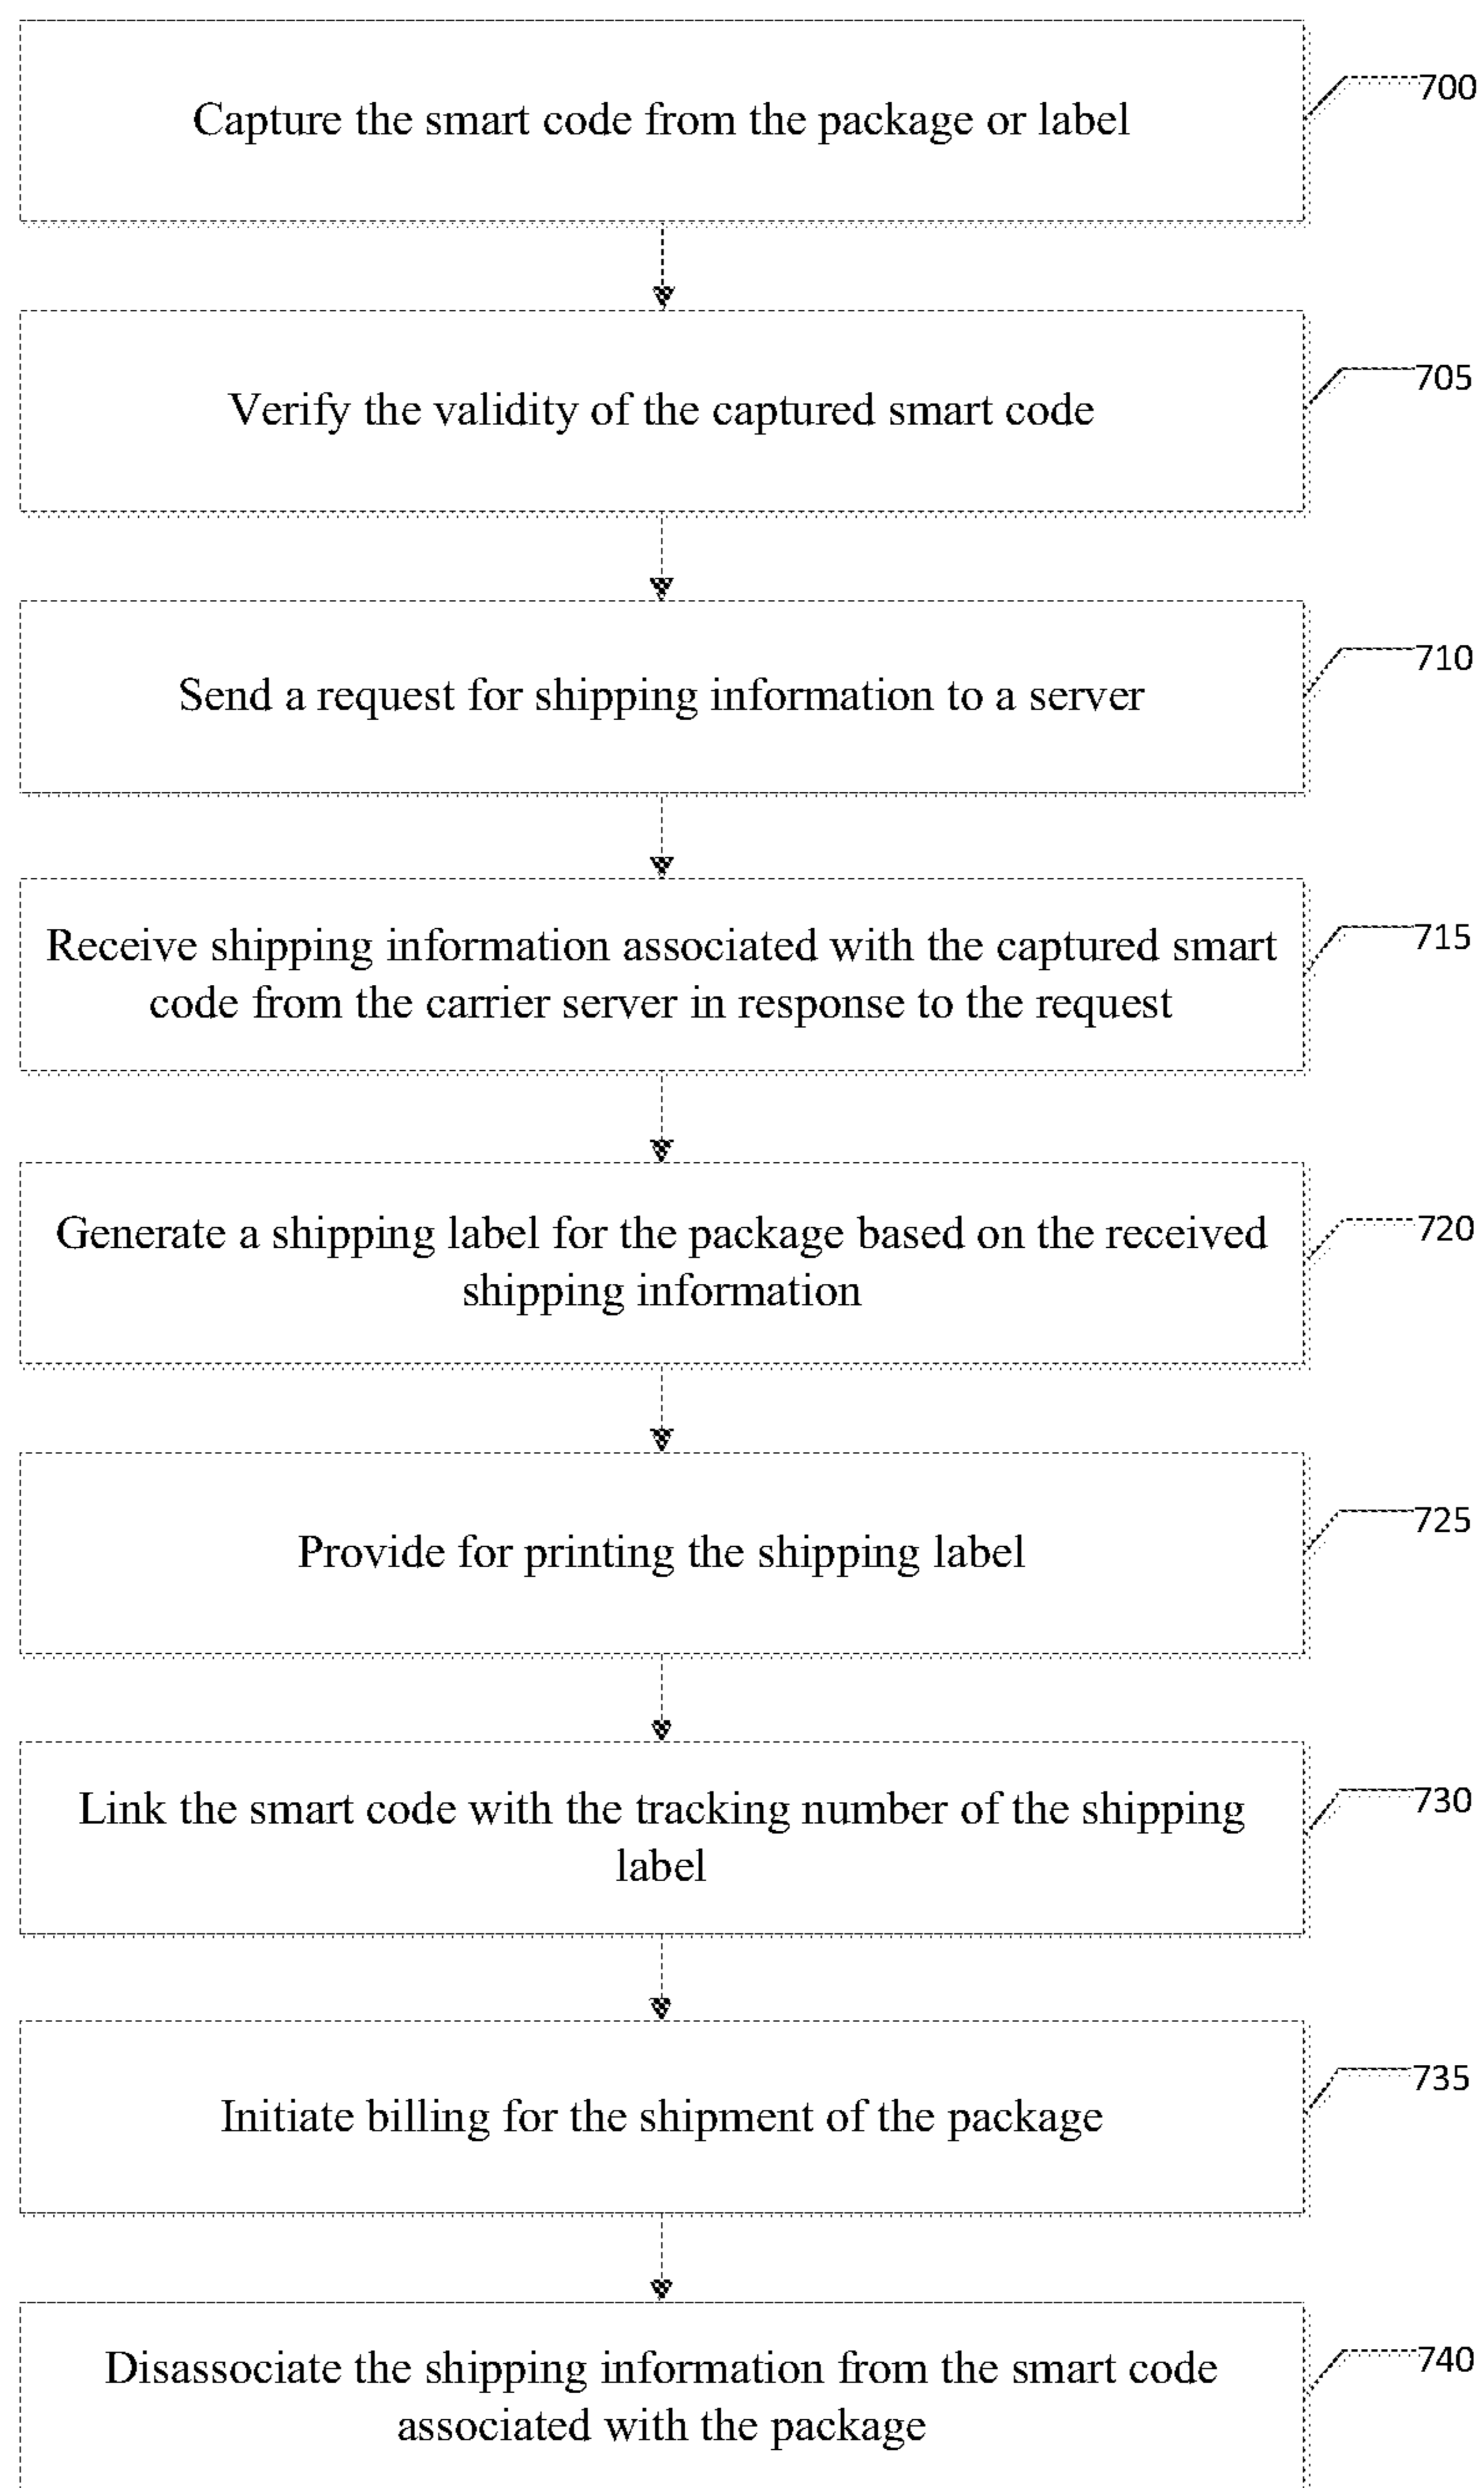 Capture the smart code from the package or label
700
Verify the validity of the captured smart code
705
Send a request for shipping information to a server
710
Receive shipping information associated with the captured smart
code from the carrier server in response to the request
715
Generate a shipping label for the package based on the received
shipping information
720
Provide for printing the shipping label
725
Link the smart code with the tracking number of the shipping
label
730
Initiate billing for the shipment of the package
735
Disassociate the shipping information from the smart code
associated with the package
740